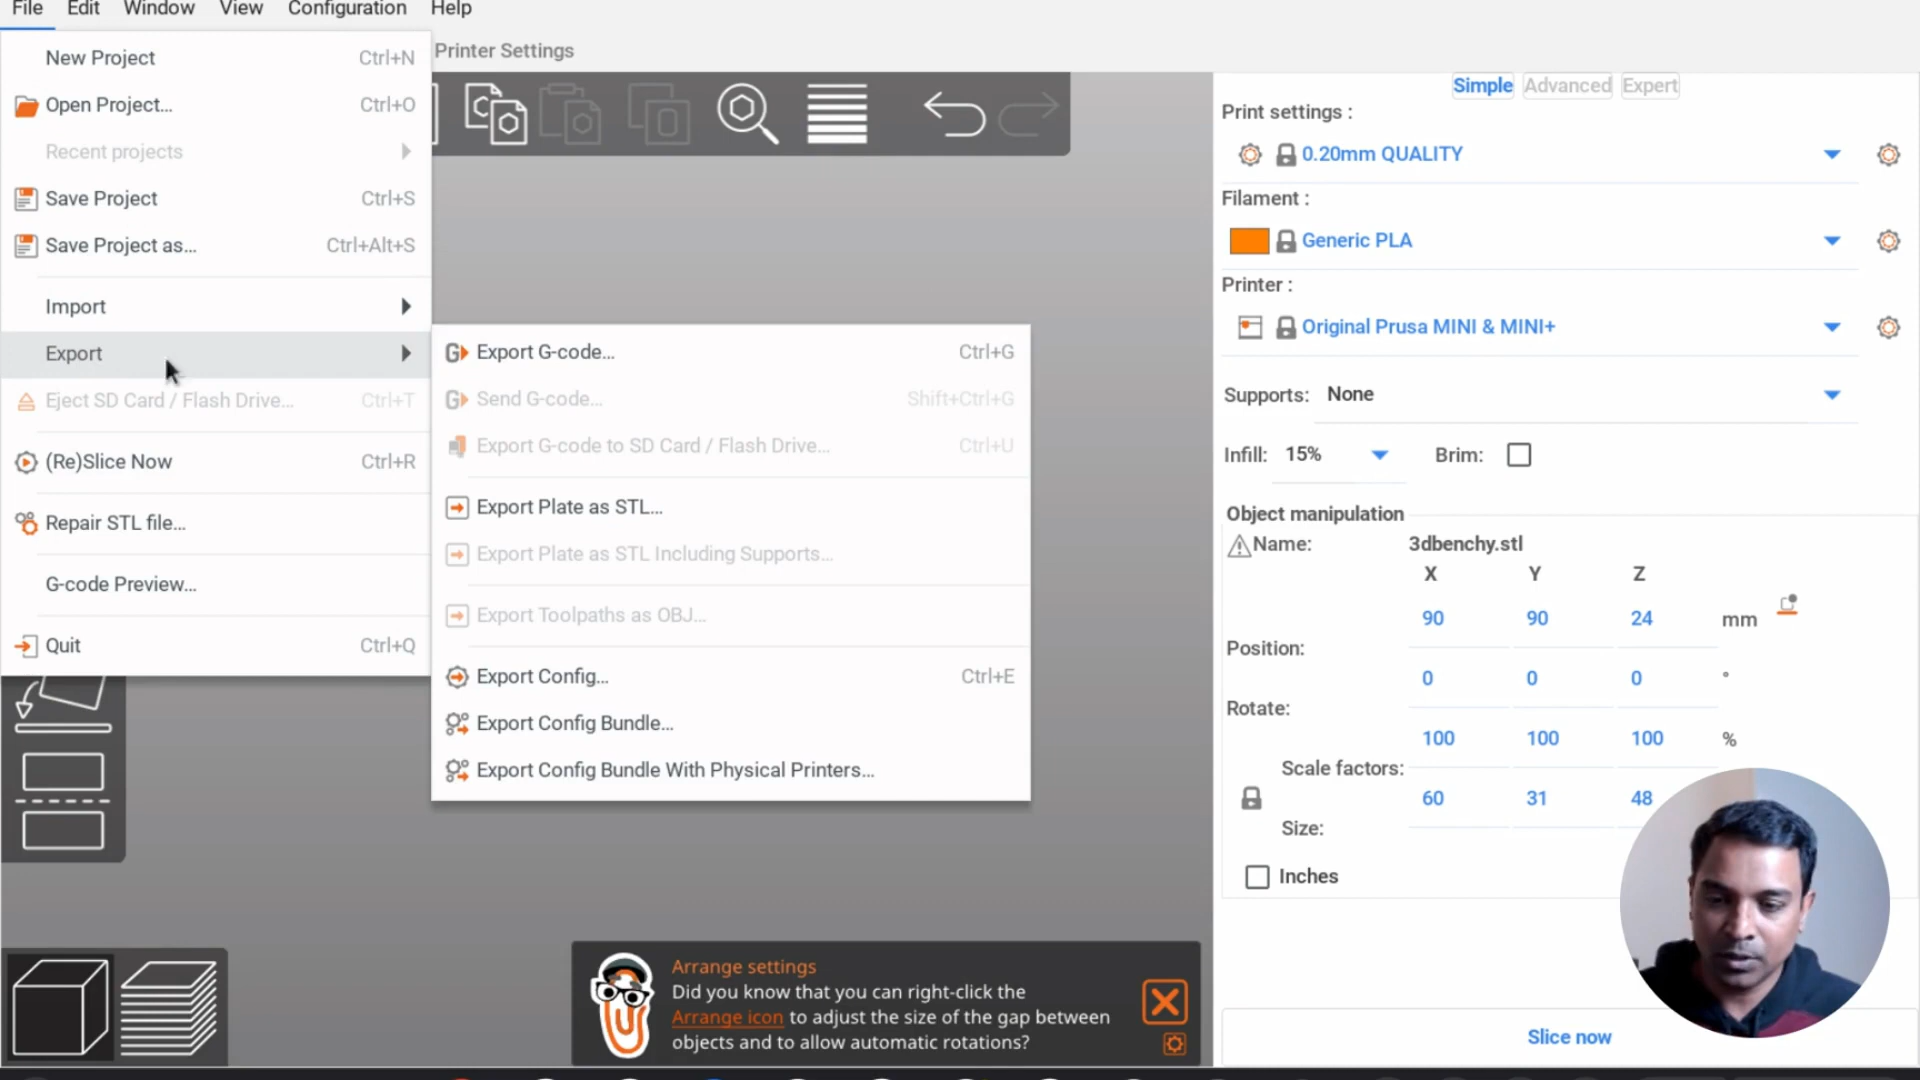 File Edit Window View Configuration Help
Printer Settings
New Project Ctrl+N
Open Project... Ctrl+O
Recent projects
Save Project Ctrl+S
Save Project as... Ctrl+Alt+S
Import
Export
Eject SD Card / Flash Drive... Ctrl+T
(Re)Slice Now Ctrl+R
Repair STL file...
G-code Preview...
Quit Ctrl+Q
Export G-code... Ctrl+G
Send G-code... Shift+Ctrl+G
Export G-code to SD Card / Flash Drive... Ctrl+U
Export Plate as STL...
Export Plate as STL Including Supports...
Export Toolpaths as OBJ...
Export Config... Ctrl+E
Export Config Bundle...
Export Config Bundle With Physical Printers...
Simple Advanced Expert
Print settings :
0.20mm QUALITY
Filament :
Generic PLA
Printer :
Original Prusa MINI & MINI+
Supports: None
Infill: 15% Brim:
Object manipulation
Name: 3dbenchy.stl
X Y Z
90 90 24 mm
Position:
0 0 0 °
Rotate:
100 100 100 %
Scale factors:
60 31 48
Size:
Inches
Arrange settings
Did you know that you can right-click the
Arrange icon to adjust the size of the gap between
objects and to allow automatic rotations?
Slice now